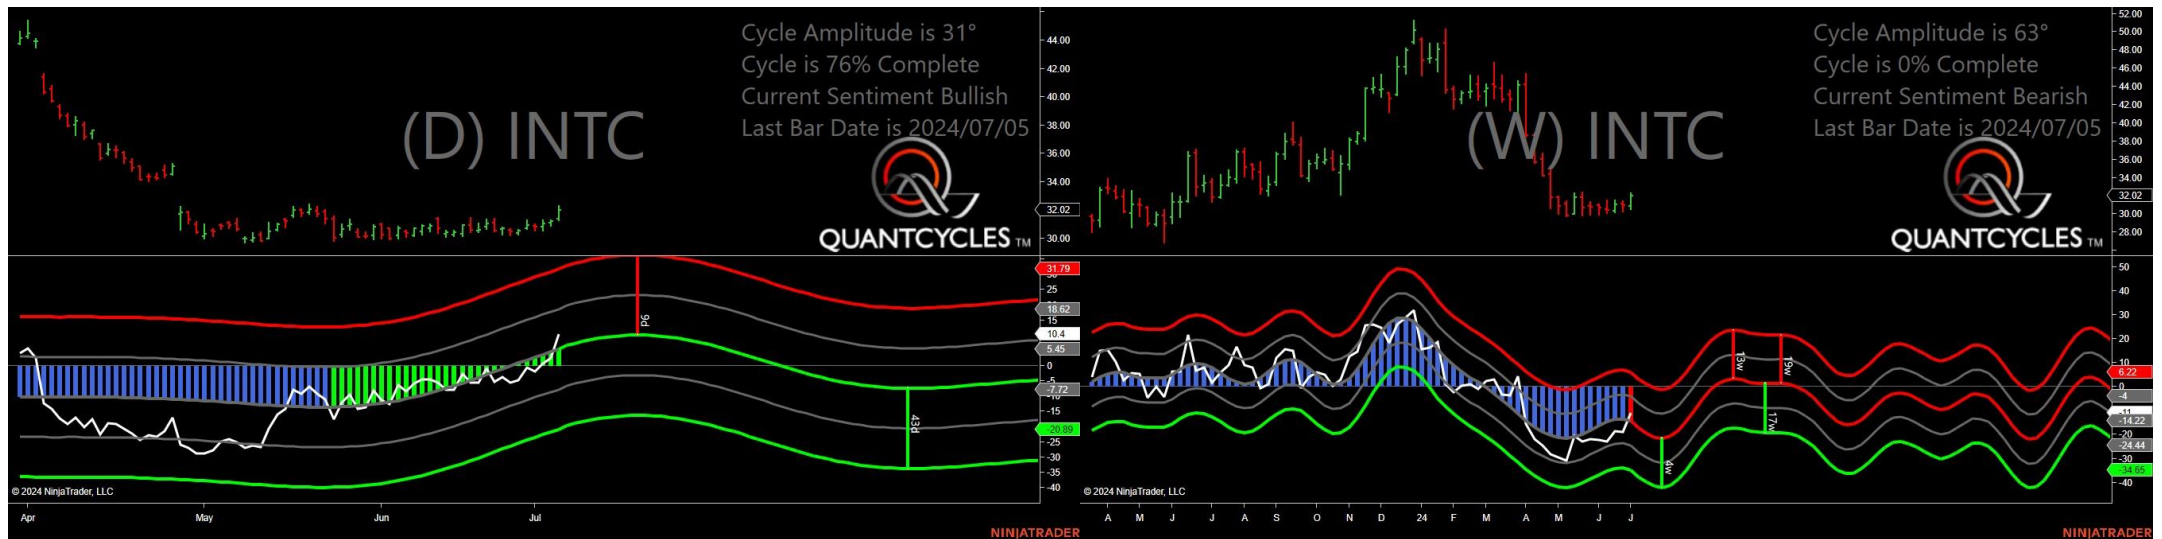 Cycle Amplitude is 31°
Cycle is 76% Complete
Current Sentiment Bullish
Last Bar Date is 2024/07/05
(D) INTC
QUANTCYCLES TM
44.00
42.00
40.00
38.00
36.00
34.00
32.02
30.00
31.79
30
25
18.62
15
10.4
5.45
0
-5
-7.72
-10
-15
-20.89
-25
-30
-35
-40
9d
43d
© 2024 NinjaTrader, LLC
Apr May Jun Jul
NINJATRADER
Cycle Amplitude is 63°
Cycle is 0% Complete
Current Sentiment Bearish
Last Bar Date is 2024/07/05
(W) INTC
QUANTCYCLES TM
52.00
50.00
48.00
46.00
44.00
42.00
40.00
38.00
36.00
34.00
32.02
30.00
28.00
50
40
30
20
10
6.22
0
-4
-11
-14.22
-20
-24.44
-30
-34.65
-40
4w
13w
17w
19w
© 2024 NinjaTrader, LLC
A M J J A S O N D 24 F M A M J J
NINJATRADER